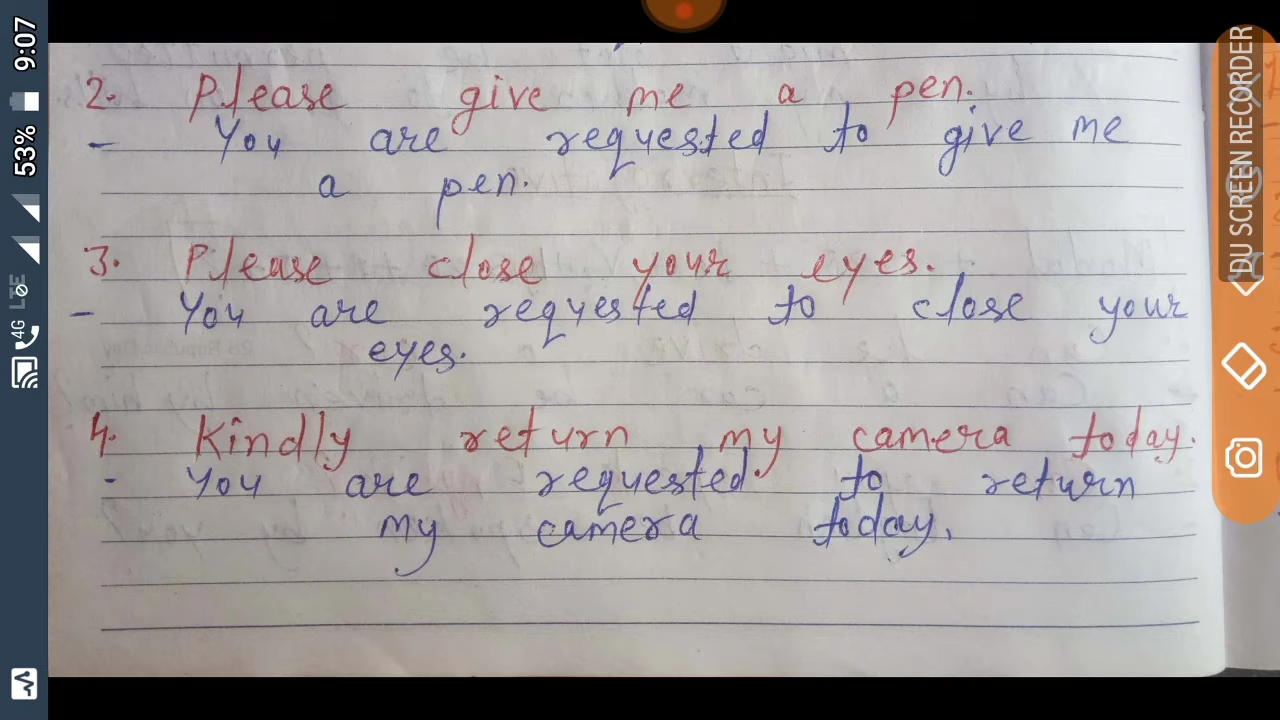 9:07
53%
4G LTE
DU SCREEN RECORDER
2. Please give me a pen.
- You are requested to give me
a pen.
3. Please close your eyes.
- You are requested to close your
eyes.
4. Kindly return my camera today.
- You are requested to return
my camera today.